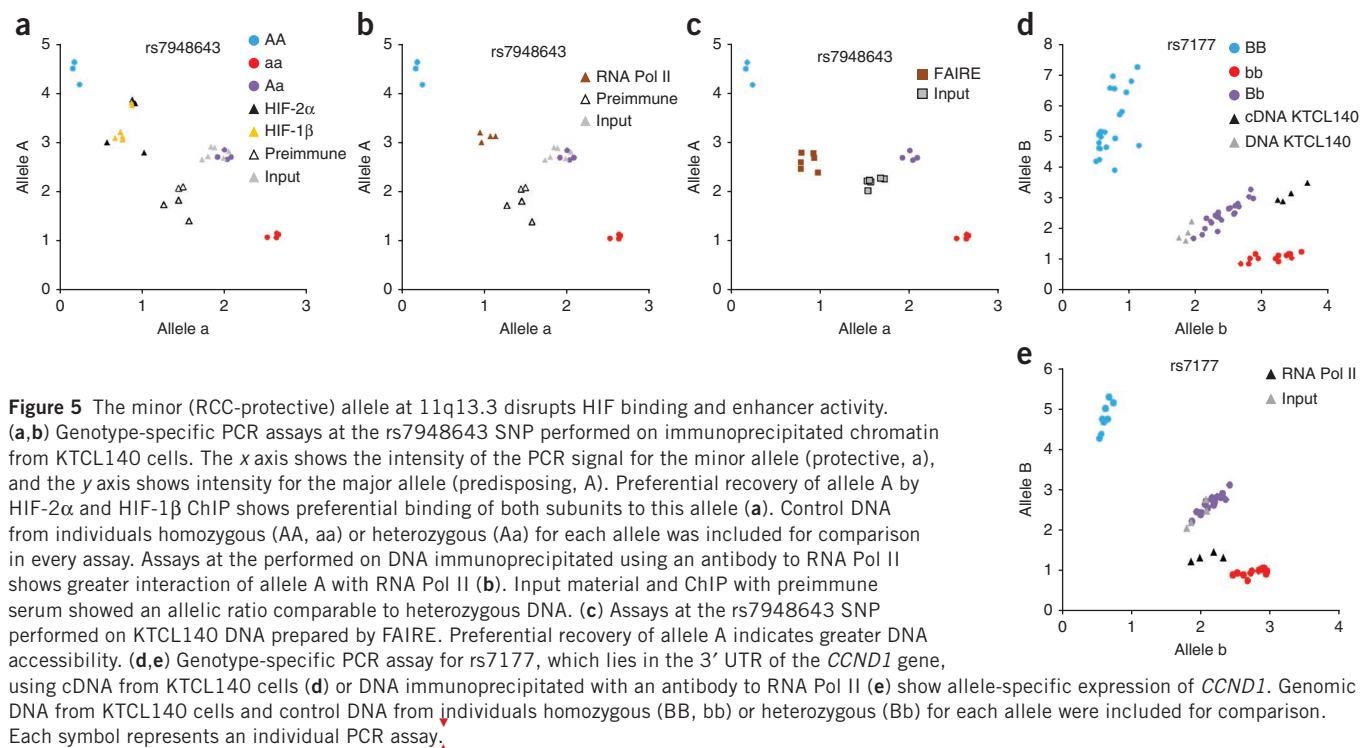 a
rs7948643
AA
aa
Aa
HIF-2α
HIF-1β
Preimmune
Input
Allele A
5
4
3
2
1
0
0 1 2 3
Allele a
b
rs7948643
RNA Pol II
Preimmune
Input
Allele A
5
4
3
2
1
0
0 1 2 3
Allele a
c
rs7948643
FAIRE
Input
Allele A
5
4
3
2
1
0
0 1 2 3
Allele a
d
rs7177
BB
bb
Bb
cDNA KTCL140
DNA KTCL140
Allele B
8
7
6
5
4
3
2
1
0
0 1 2 3 4
Allele b
e
rs7177
RNA Pol II
Input
Allele B
6
5
4
3
2
1
0
0 1 2 3 4
Allele b
Figure 5 The minor (RCC-protective) allele at 11q13.3 disrupts HIF binding and enhancer activity.
(a,b) Genotype-specific PCR assays at the rs7948643 SNP performed on immunoprecipitated chromatin
from KTCL140 cells. The x axis shows the intensity of the PCR signal for the minor allele (protective, a),
and the y axis shows intensity for the major allele (predisposing, A). Preferential recovery of allele A by
HIF-2α and HIF-1β ChIP shows preferential binding of both subunits to this allele (a). Control DNA
from individuals homozygous (AA, aa) or heterozygous (Aa) for each allele was included for comparison
in every assay. Assays at the performed on DNA immunoprecipitated using an antibody to RNA Pol II
shows greater interaction of allele A with RNA Pol II (b). Input material and ChIP with preimmune
serum showed an allelic ratio comparable to heterozygous DNA. (c) Assays at the rs7948643 SNP
performed on KTCL140 DNA prepared by FAIRE. Preferential recovery of allele A indicates greater DNA
accessibility. (d,e) Genotype-specific PCR assay for rs7177, which lies in the 3′ UTR of the CCND1 gene,
using cDNA from KTCL140 cells (d) or DNA immunoprecipitated with an antibody to RNA Pol II (e) show allele-specific expression of CCND1. Genomic
DNA from KTCL140 cells and control DNA from individuals homozygous (BB, bb) or heterozygous (Bb) for each allele were included for comparison.
Each symbol represents an individual PCR assay.